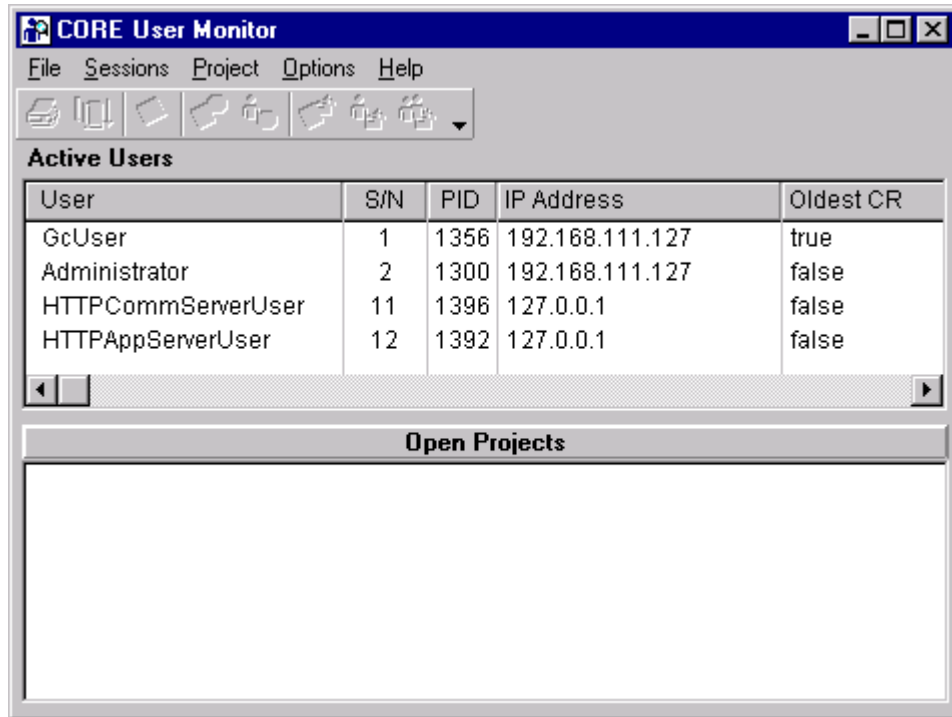 CORE User Monitor
File Sessions Project Options Help
Active Users
User S/N PID IP Address Oldest CR
GcUser 1 1356 192.168.111.127 true
Administrator 2 1300 192.168.111.127 false
HTTPCommServerUser 11 1396 127.0.0.1 false
HTTPAppServerUser 12 1392 127.0.0.1 false
Open Projects